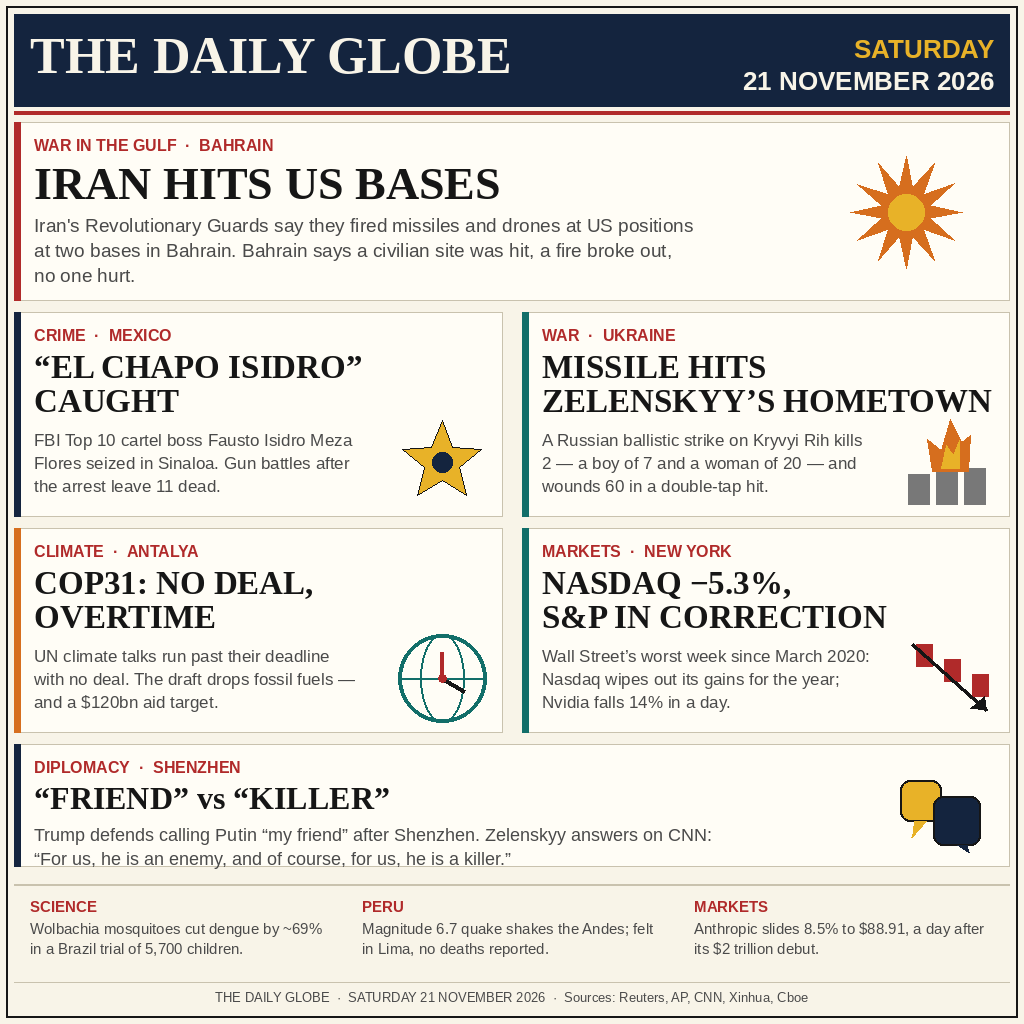 THE DAILY GLOBE
SATURDAY
21 NOVEMBER 2026
WAR IN THE GULF · BAHRAIN
IRAN HITS US BASES
Iran's Revolutionary Guards say they fired missiles and drones at US positions
at two bases in Bahrain. Bahrain says a civilian site was hit, a fire broke out,
no one hurt.
CRIME · MEXICO
“EL CHAPO ISIDRO”
CAUGHT
FBI Top 10 cartel boss Fausto Isidro Meza
Flores seized in Sinaloa. Gun battles after
the arrest leave 11 dead.
WAR · UKRAINE
MISSILE HITS
ZELENSKYY’S HOMETOWN
A Russian ballistic strike on Kryvyi Rih kills
2 — a boy of 7 and a woman of 20 — and
wounds 60 in a double-tap hit.
CLIMATE · ANTALYA
COP31: NO DEAL,
OVERTIME
UN climate talks run past their deadline
with no deal. The draft drops fossil fuels —
and a $120bn aid target.
MARKETS · NEW YORK
NASDAQ −5.3%,
S&P IN CORRECTION
Wall Street’s worst week since March 2020:
Nasdaq wipes out its gains for the year;
Nvidia falls 14% in a day.
DIPLOMACY · SHENZHEN
“FRIEND” vs “KILLER”
Trump defends calling Putin “my friend” after Shenzhen. Zelenskyy answers on CNN:
“For us, he is an enemy, and of course, for us, he is a killer.”
SCIENCE
Wolbachia mosquitoes cut dengue by ~69%
in a Brazil trial of 5,700 children.
PERU
Magnitude 6.7 quake shakes the Andes; felt
in Lima, no deaths reported.
MARKETS
Anthropic slides 8.5% to $88.91, a day after
its $2 trillion debut.
THE DAILY GLOBE · SATURDAY 21 NOVEMBER 2026 · Sources: Reuters, AP, CNN, Xinhua, Cboe